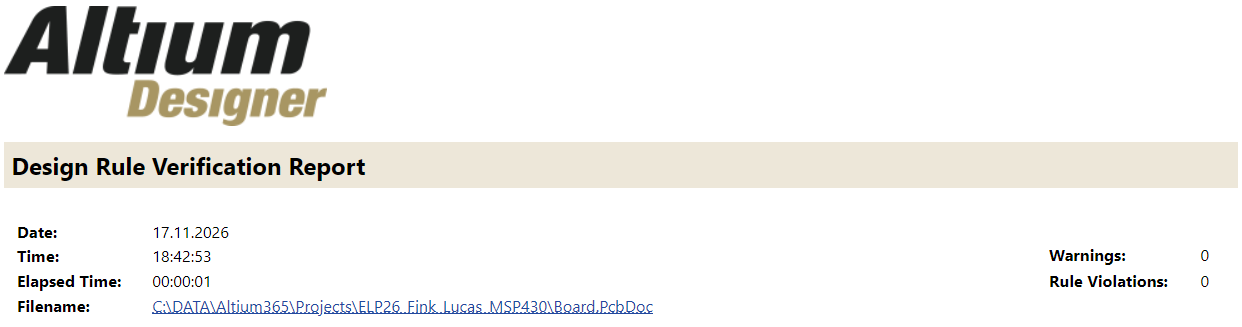 Altium
Designer
Design Rule Verification Report
Date: 17.11.2026
Time: 18:42:53
Elapsed Time: 00:00:01
Filename: C:\DATA\Altium365\Projects\ELP26_Fink_Lucas_MSP430\Board.PcbDoc
Warnings: 0
Rule Violations: 0